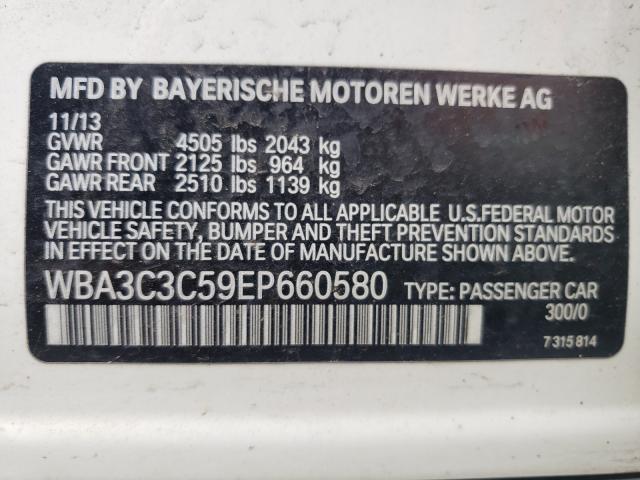 MFD BY BAYERISCHE MOTOREN WERKE AG
11/13
GVWR 4505 lbs 2043 kg
GAWR FRONT 2125 lbs 964 kg
GAWR REAR 2510 lbs 1139 kg
THIS VEHICLE CONFORMS TO ALL APPLICABLE U.S.FEDERAL MOTOR
VEHICLE SAFETY, BUMPER AND THEFT PREVENTION STANDARDS
IN EFFECT ON THE DATE OF MANUFACTURE SHOWN ABOVE.
WBA3C3C59EP660580 TYPE: PASSENGER CAR
300/0
7 315 814